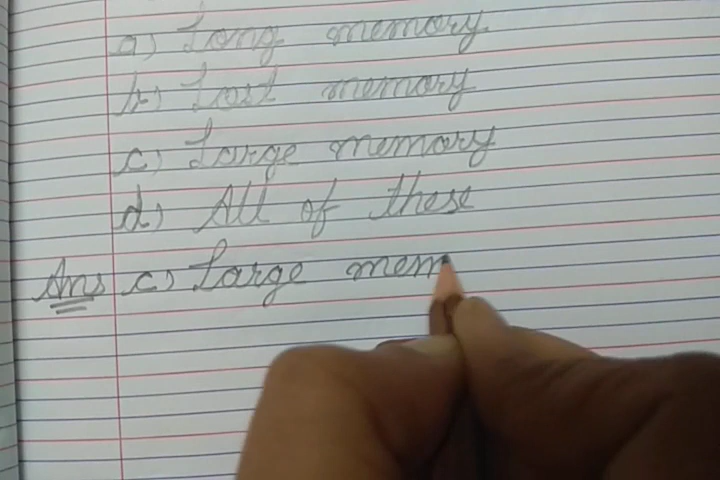 a) Long memory.
b) Lost memory
c) Large memory
d) All of these
Ans c) Large mem